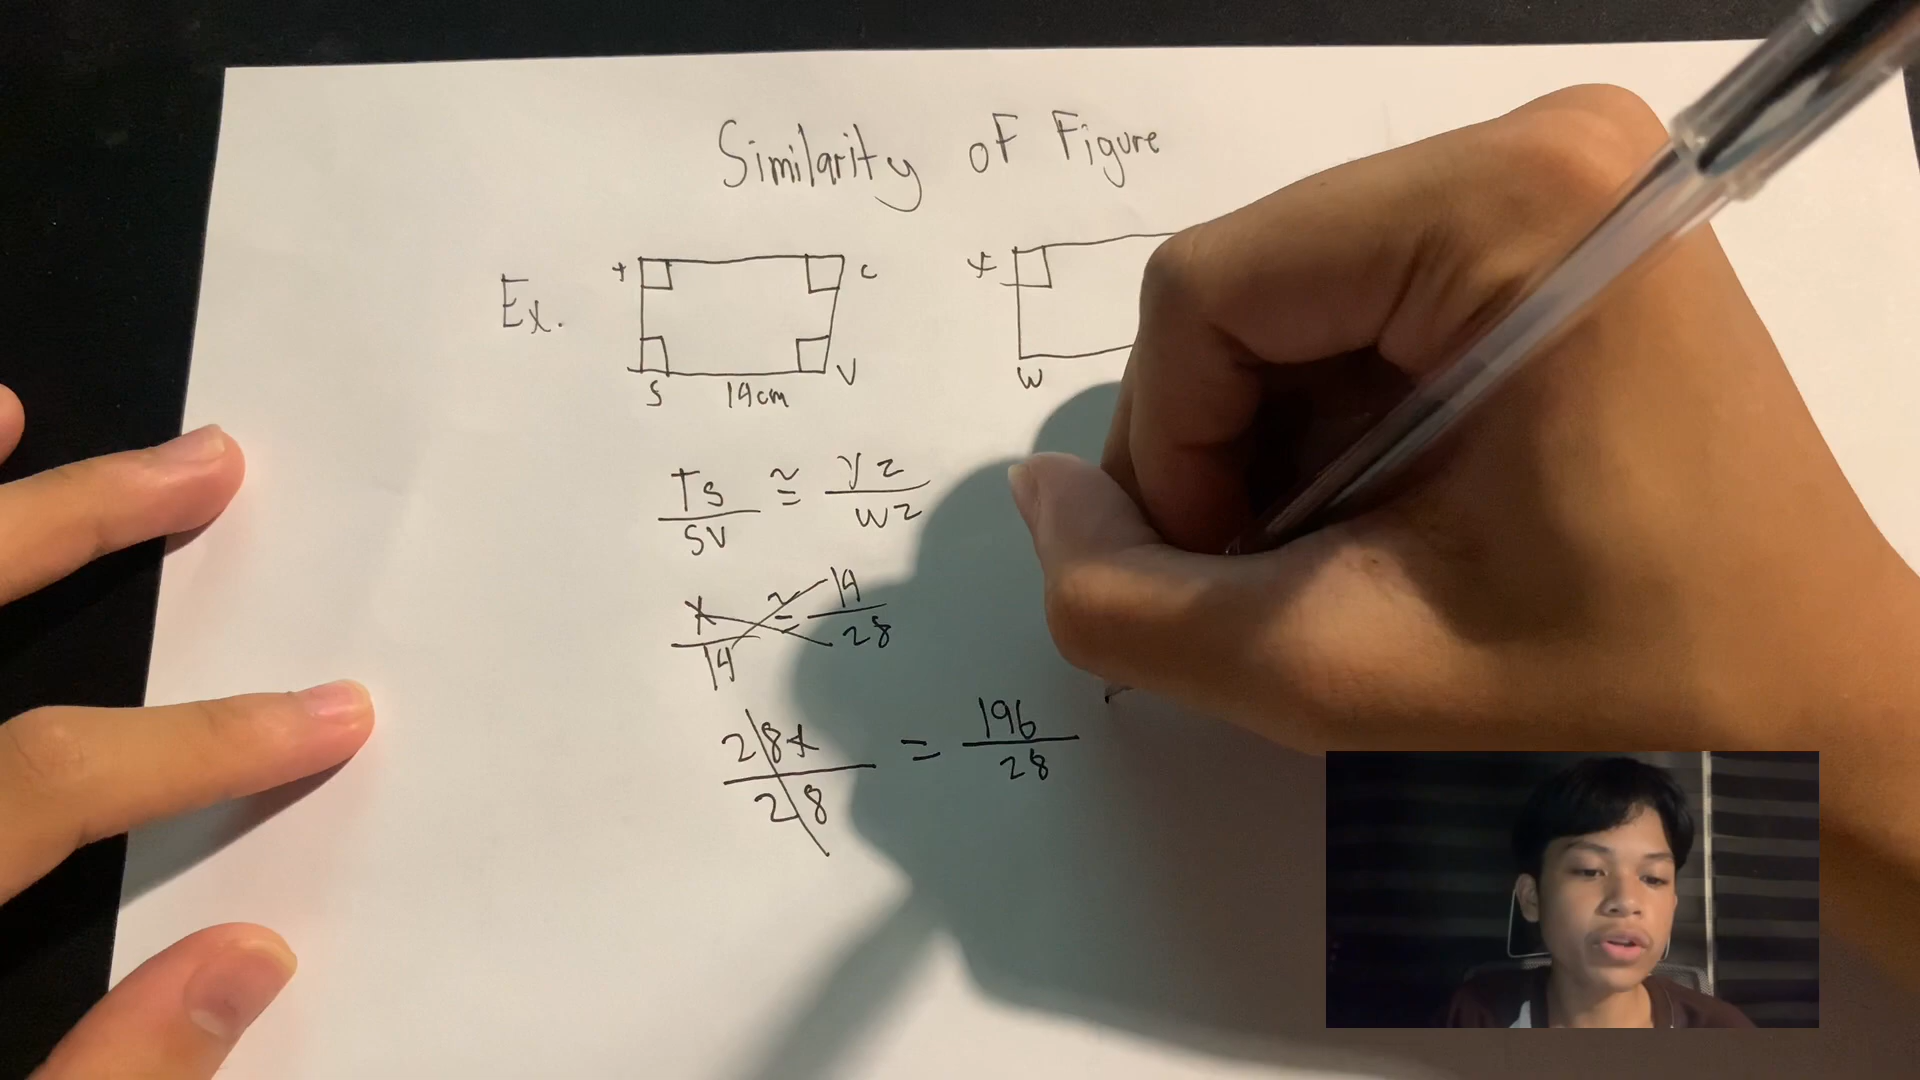 Similarity of Figure
Ex.
T C
S 14cm V
X
W
TS/SV ≅ YZ/WZ
x/14 ≅ 14/28
28x/28 = 196/28